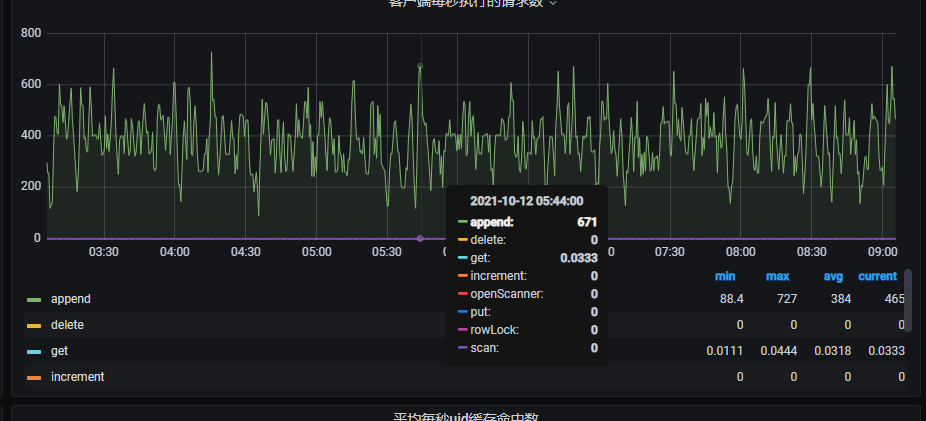 客户端每秒执行的请求数
800
600
400
200
0
03:30 04:00 04:30 05:00 05:30 07:30 08:00 08:30 09:00
2021-10-12 05:44:00
append: 671
delete: 0
get: 0.0333
increment: 0
openScanner: 0
put: 0
rowLock: 0
scan: 0
min max avg current
append 88.4 727 384 465
delete 0 0 0 0
get 0.0111 0.0444 0.0318 0.0333
increment 0 0 0 0
平均每秒uid缓存命中数